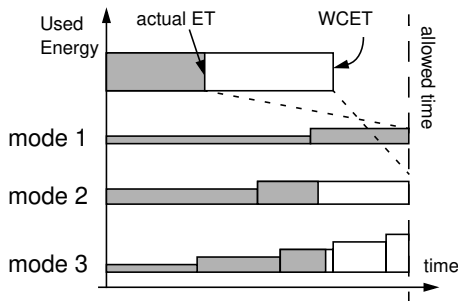 Used
Energy
actual ET
WCET
allowed time
mode 1
mode 2
mode 3
time